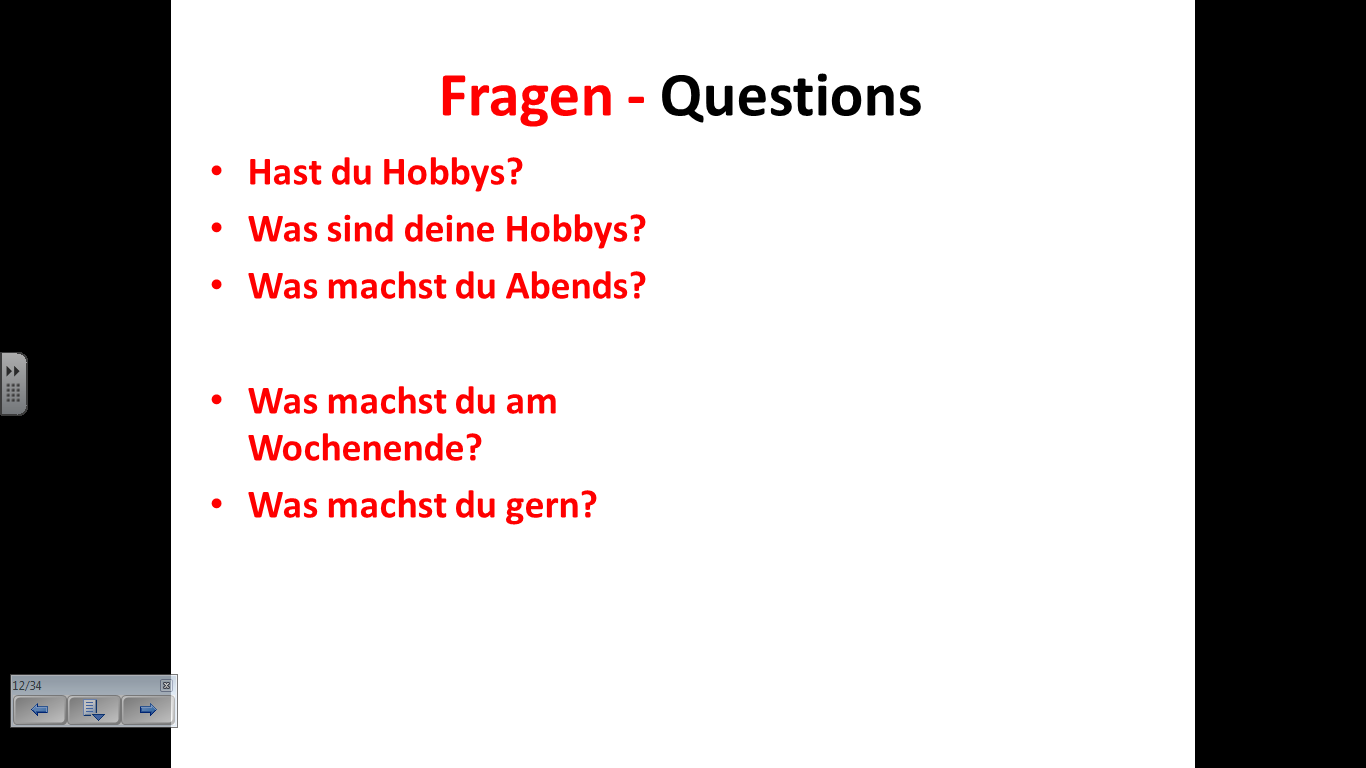 Fragen - Questions
• Hast du Hobbys?
• Was sind deine Hobbys?
• Was machst du Abends?
• Was machst du am
Wochenende?
• Was machst du gern?
12/34